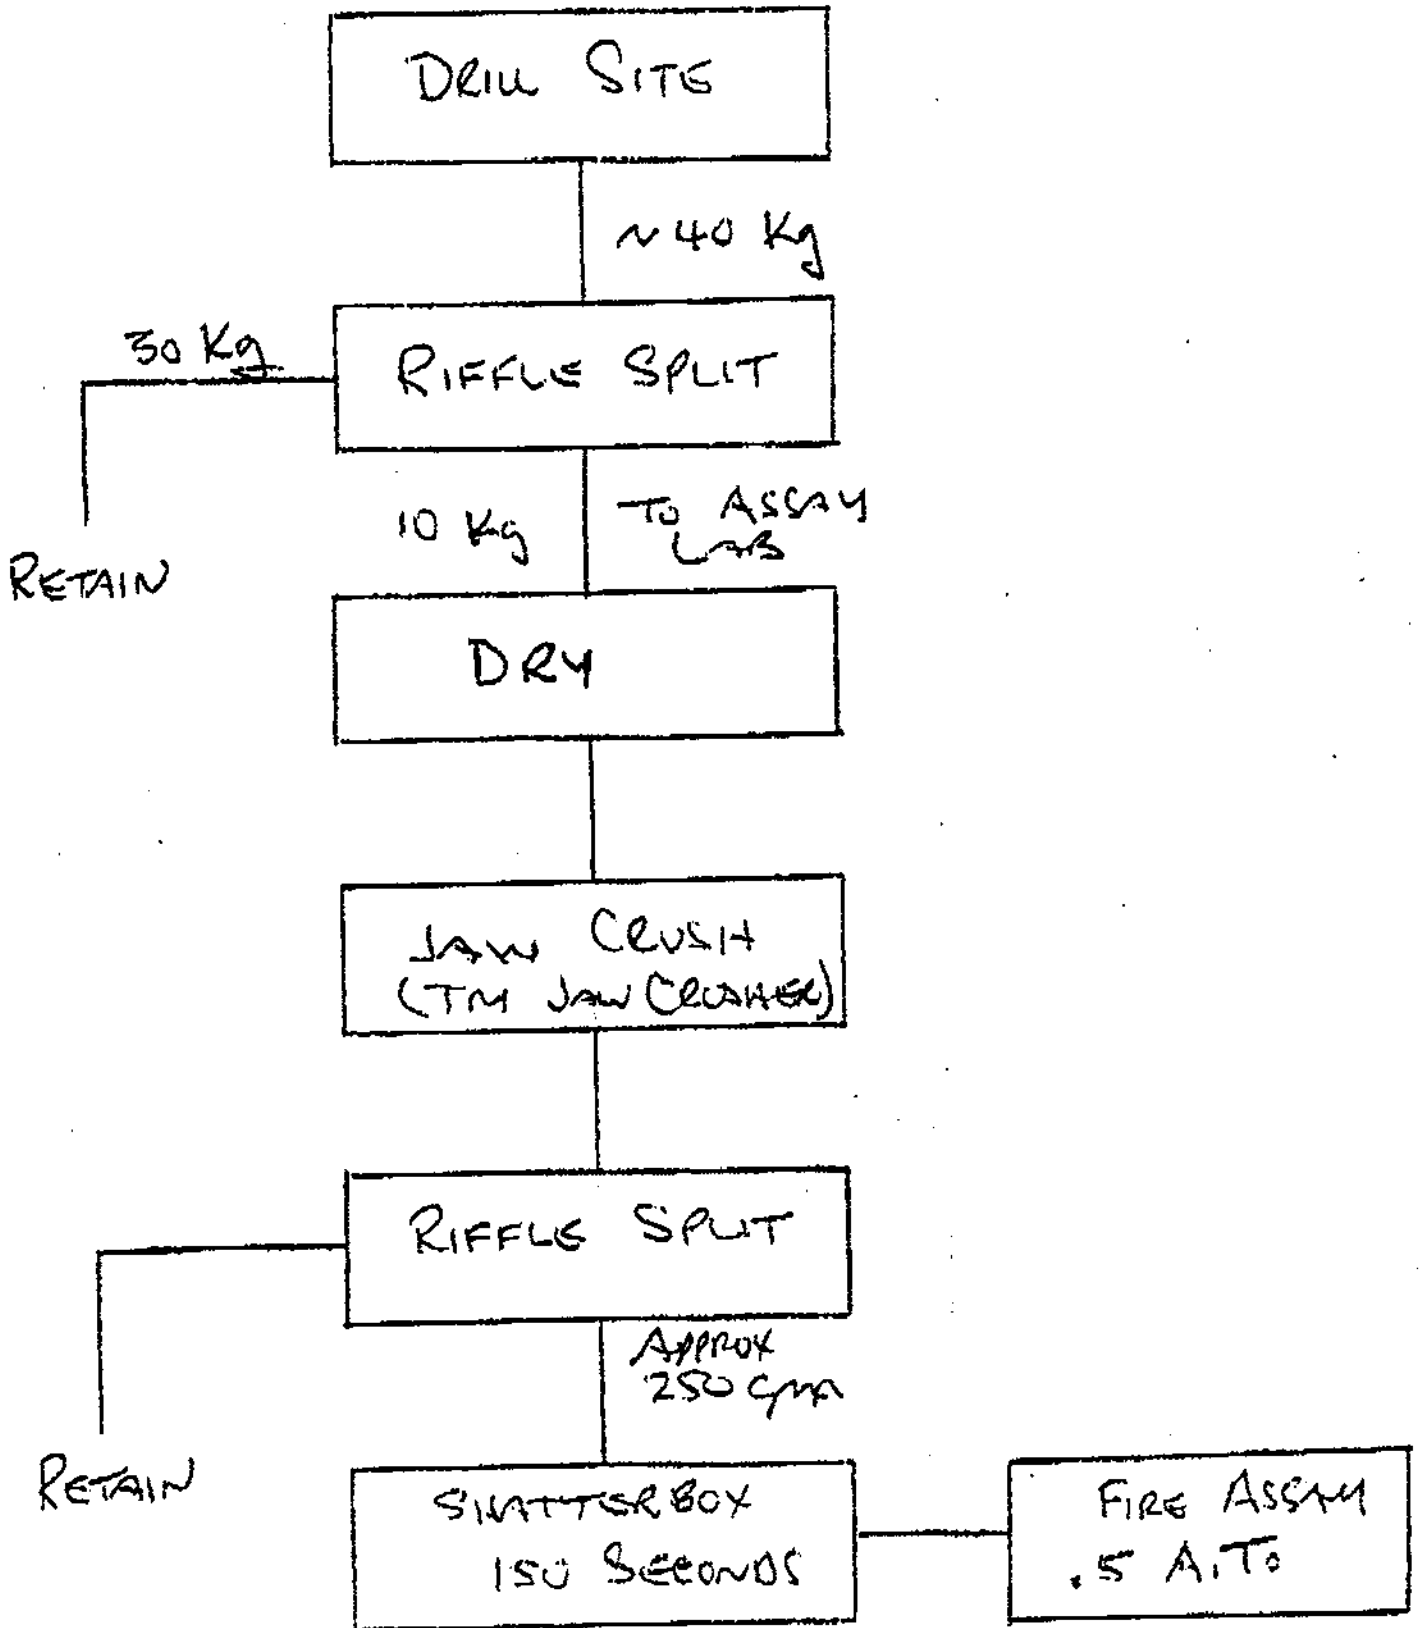 DRILL SITE
~40 Kg
30 Kg
RIFFLE SPLIT
10 Kg
TO ASSAY
LAB
RETAIN
DRY
JAW CRUSH
(TM JAW CRUSHER)
RIFFLE SPLIT
APPROX
250 gms
RETAIN
SHATTERBOX
150 SECONDS
FIRE ASSAY
.5 A.T.